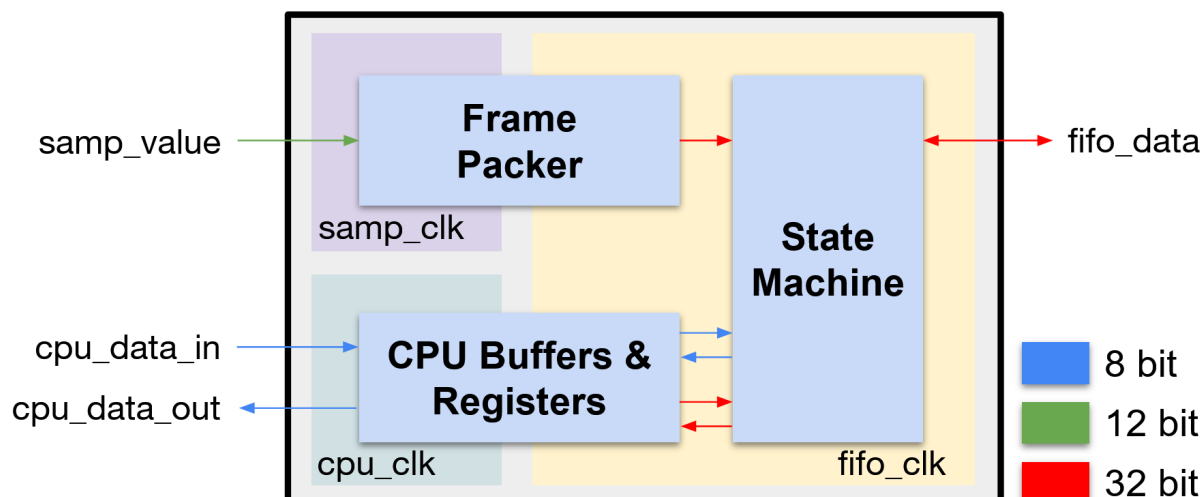 samp_value
Frame
Packer
fifo_data
samp_clk
State
Machine
cpu_data_in
cpu_data_out
CPU Buffers &
Registers
cpu_clk
fifo_clk
8 bit
12 bit
32 bit